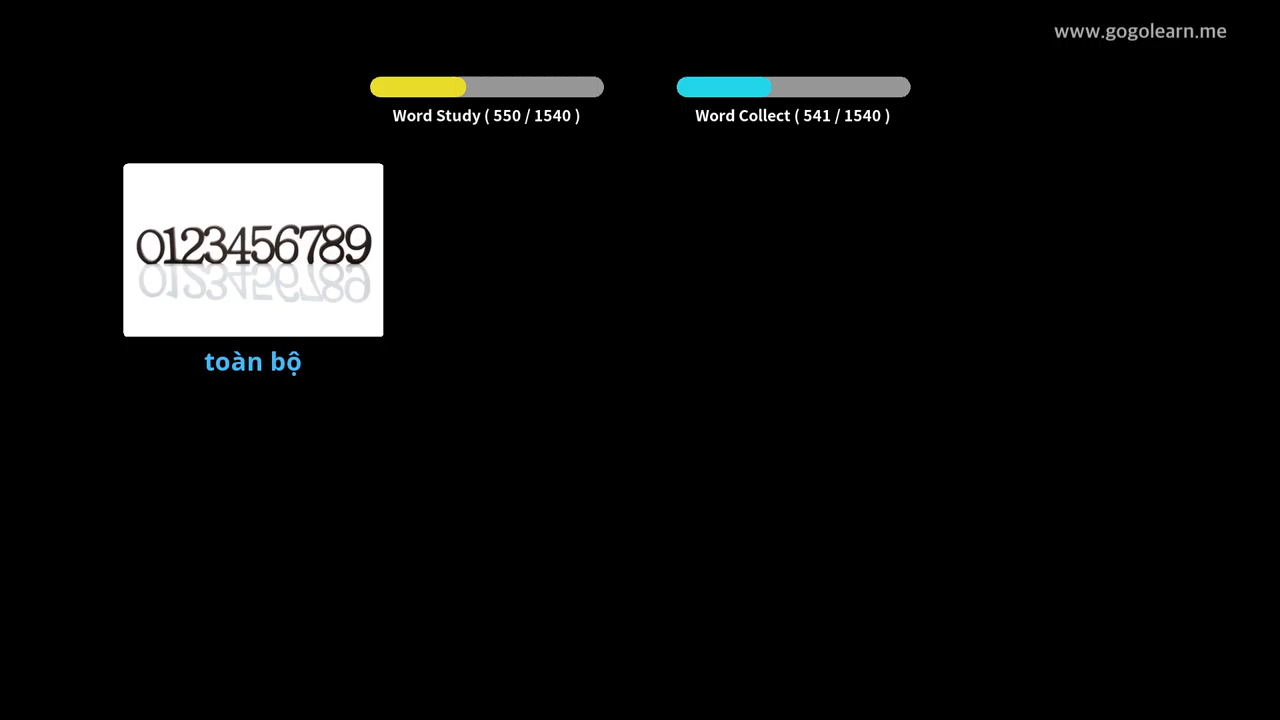 www.gogolearn.me
Word Study ( 550 / 1540 )
Word Collect ( 541 / 1540 )
0123456789
toàn bộ